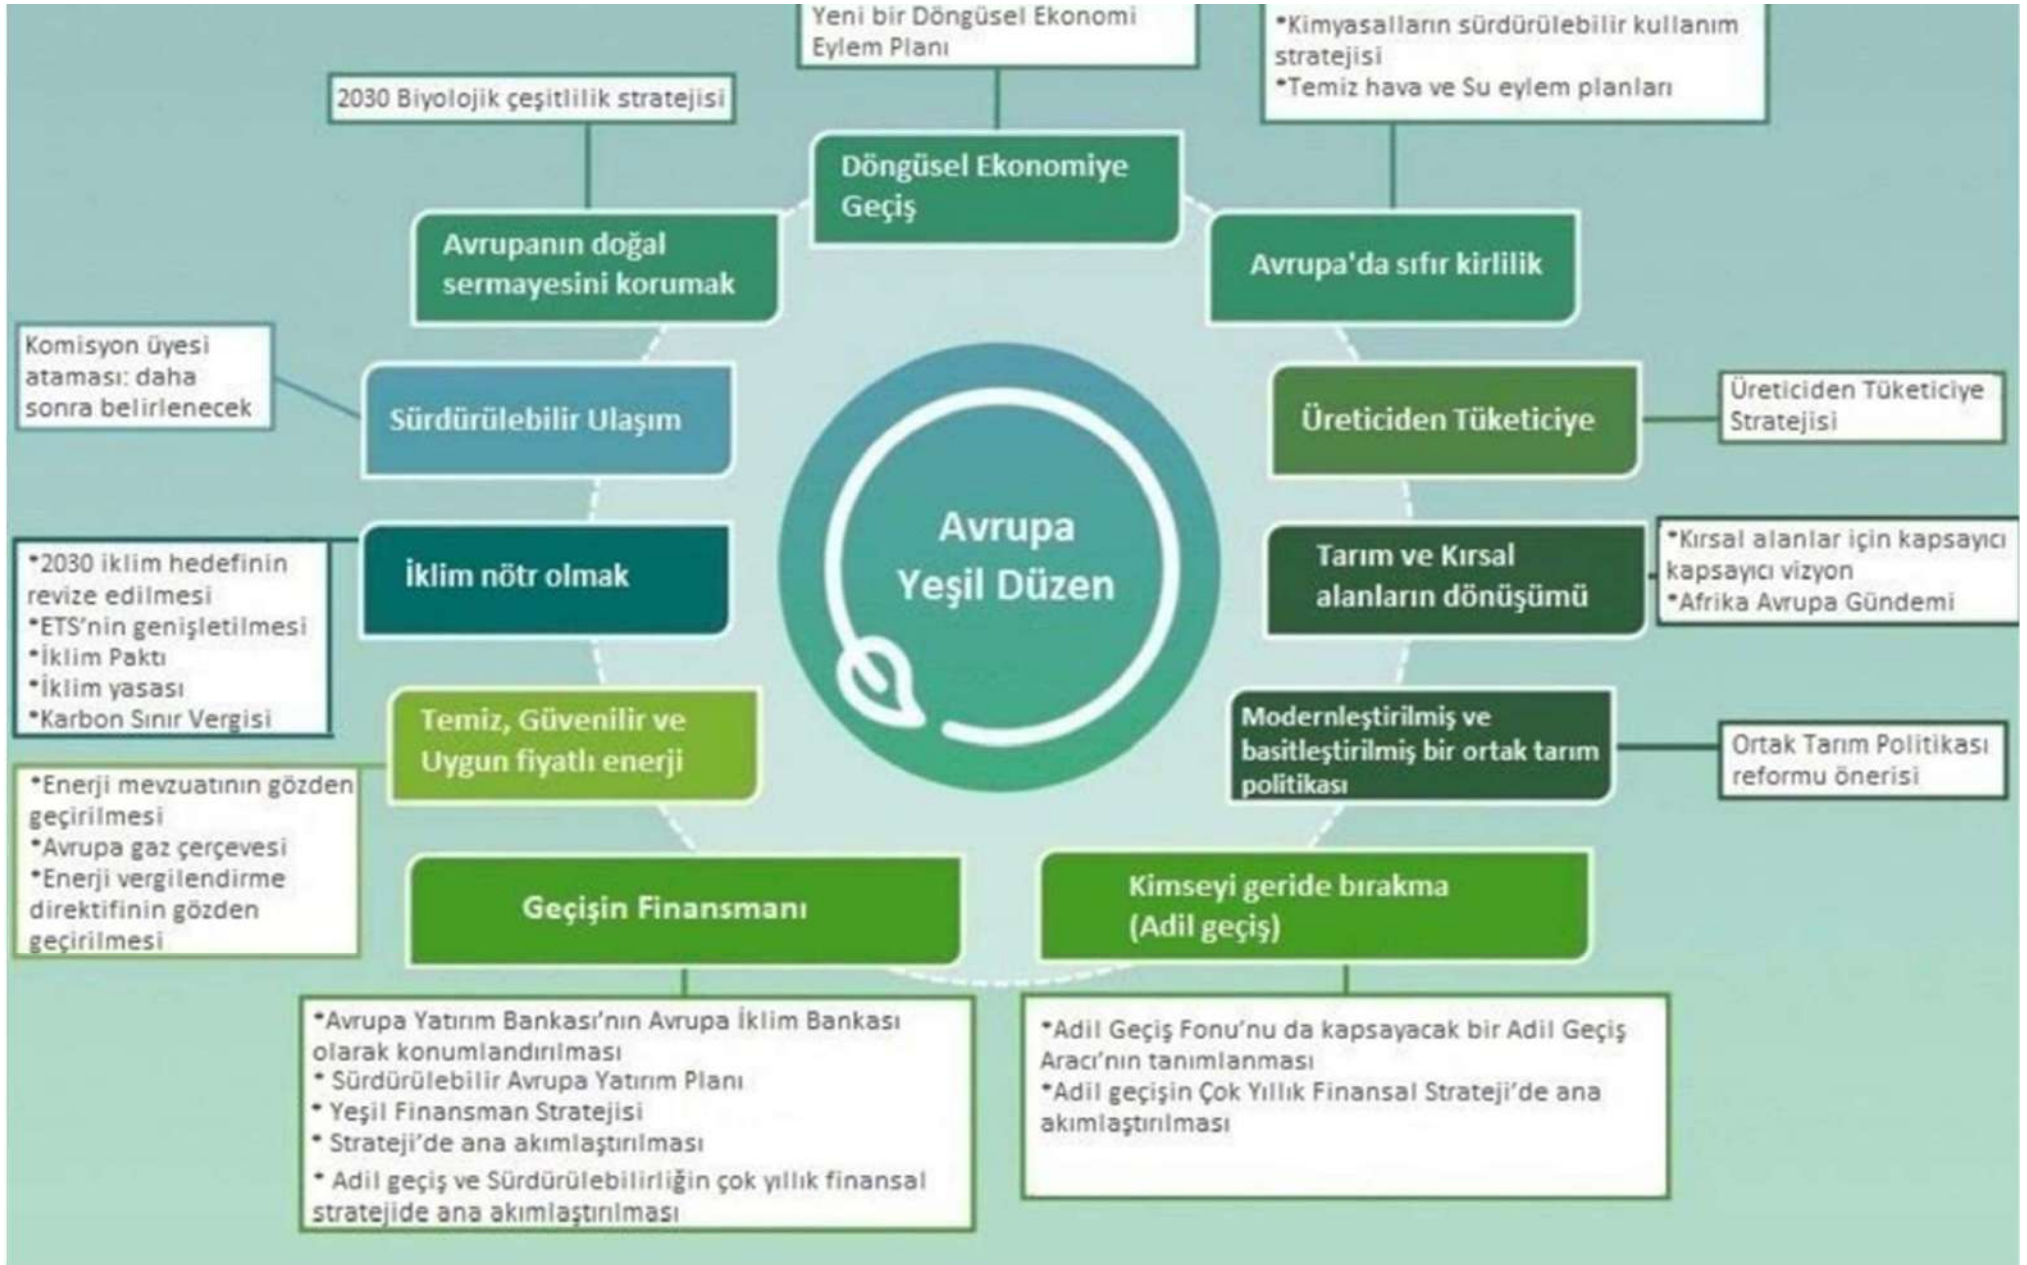 Yeni bir Döngüsel Ekonomi
Eylem Planı
*Kimyasalların sürdürülebilir kullanım
stratejisi
*Temiz hava ve Su eylem planları
2030 Biyolojik çeşitlilik stratejisi
Döngüsel Ekonomiye
Geçiş
Avrupanın doğal
sermayesini korumak
Avrupa'da sıfır kirlilik
Komisyon üyesi
ataması: daha
sonra belirlenecek
Sürdürülebilir Ulaşım
Üreticiden Tüketiciye
Üreticiden Tüketiciye
Stratejisi
Avrupa
Yeşil Düzen
*2030 iklim hedefinin
revize edilmesi
*ETS'nin genişletilmesi
*İklim Paktı
*İklim yasası
*Karbon Sınır Vergisi
İklim nötr olmak
Tarım ve Kırsal
alanların dönüşümü
*Kırsal alanlar için kapsayıcı
kapsayıcı vizyon
*Afrika Avrupa Gündemi
Temiz, Güvenilir ve
Uygun fiyatlı enerji
Modernleştirilmiş ve
basitleştirilmiş bir ortak tarım
politikası
Ortak Tarım Politikası
reformu önerisi
*Enerji mevzuatının gözden
geçirilmesi
*Avrupa gaz çerçevesi
*Enerji vergilendirme
direktifinin gözden
geçirilmesi
Geçişin Finansmanı
Kimseyi geride bırakma
(Adil geçiş)
*Avrupa Yatırım Bankası'nın Avrupa İklim Bankası
olarak konumlandırılması
* Sürdürülebilir Avrupa Yatırım Planı
* Yeşil Finansman Stratejisi
* Strateji'de ana akımlaştırılması
* Adil geçiş ve Sürdürülebilirliğin çok yıllık finansal
stratejide ana akımlaştırılması
*Adil Geçiş Fonu'nu da kapsayacak bir Adil Geçiş
Aracı'nın tanımlanması
*Adil geçişin Çok Yıllık Finansal Strateji'de ana
akımlaştırılması